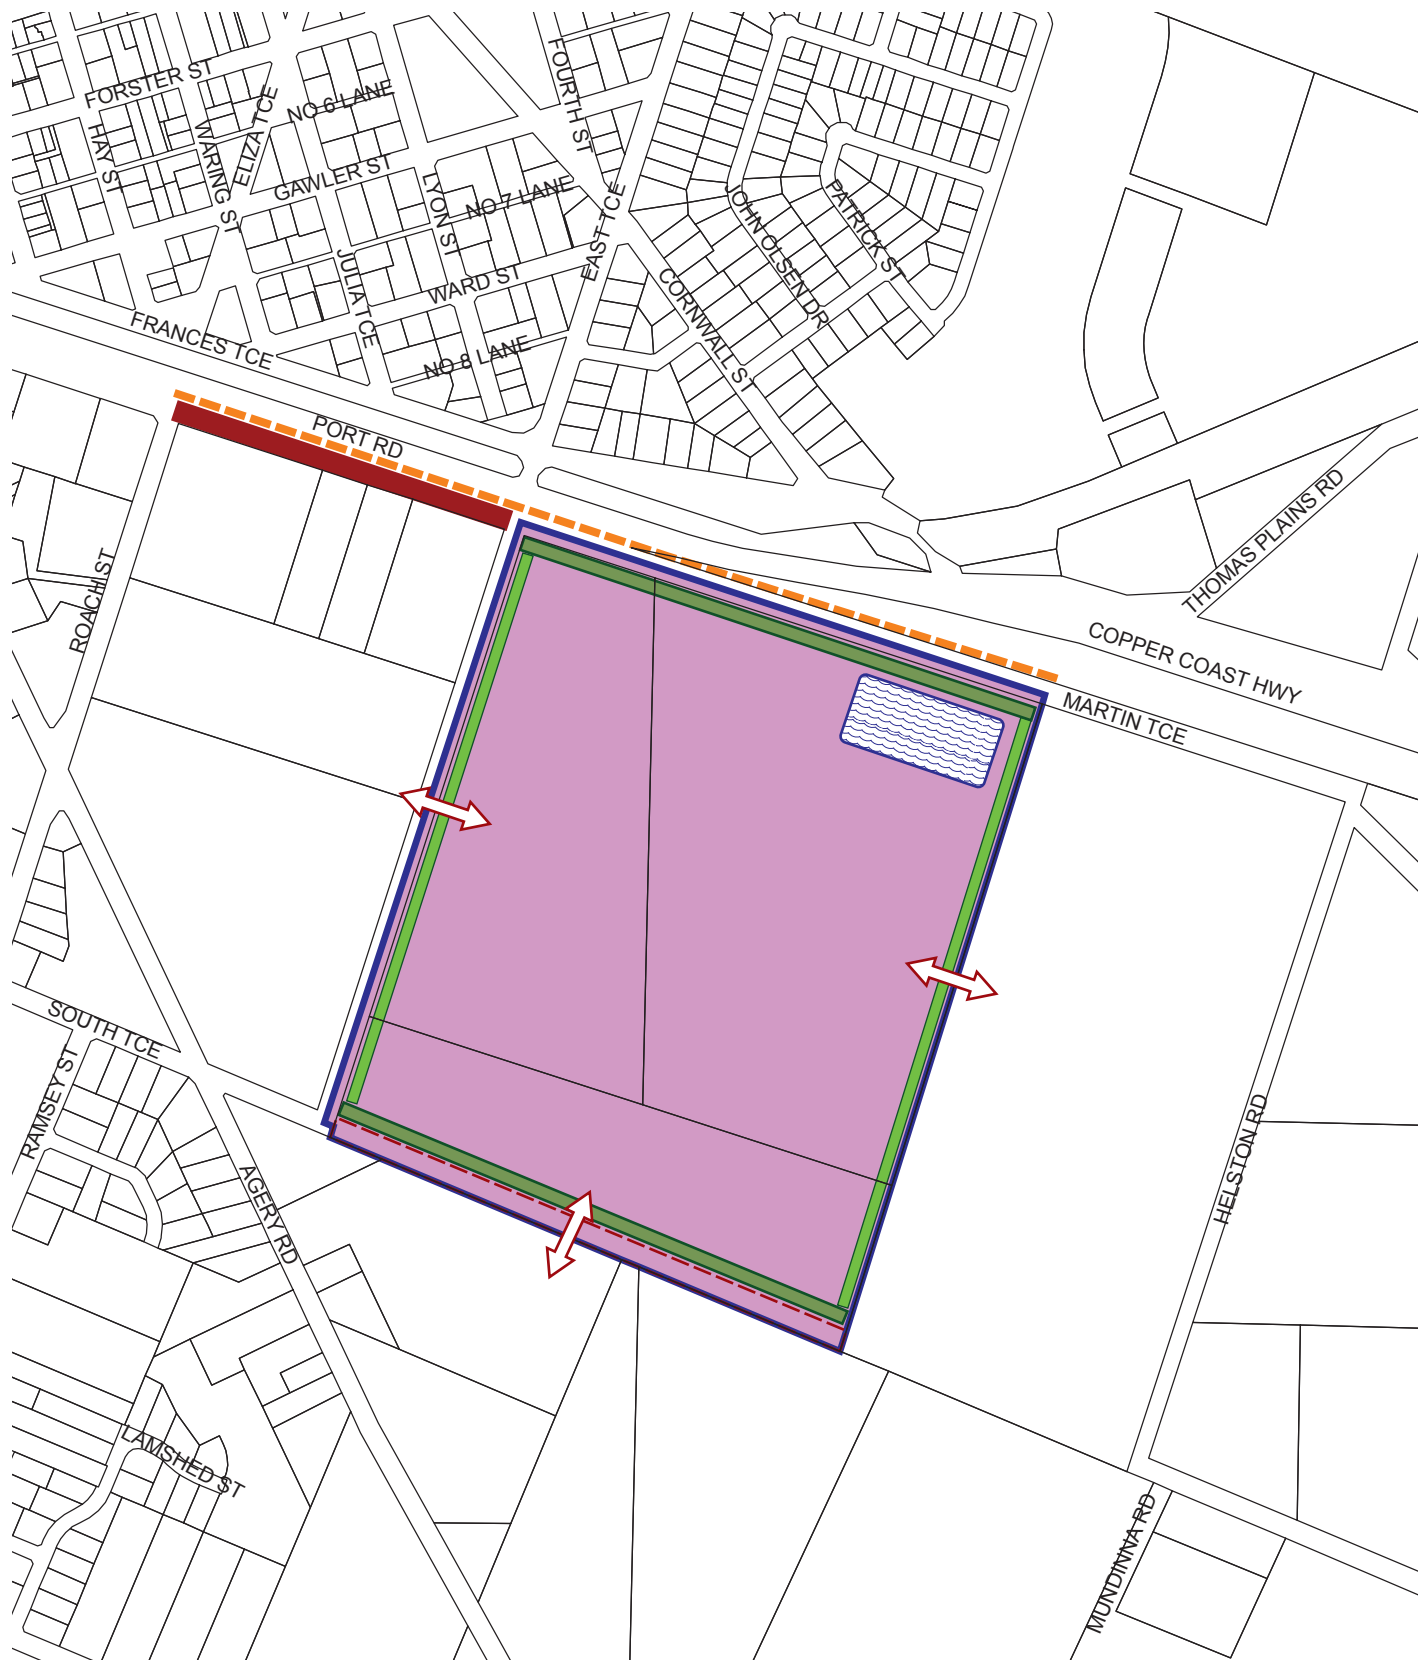 FORSTER ST
HAY ST
WARING ST
ELIZA TCE
NO 6 LANE
GAWLER ST
LYON ST
NO 7 LANE
FOURTH ST
EAST TCE
JULIA TCE
WARD ST
NO 8 LANE
JOHN OLSEN DR
PATRICK ST
CORNWALL ST
FRANCES TCE
PORT RD
THOMAS PLAINS RD
ROACH ST
COPPER COAST HWY
MARTIN TCE
SOUTH TCE
RAMSEY ST
AGERY RD
HELSTON RD
LAMSHED ST
MUNDINNA RD